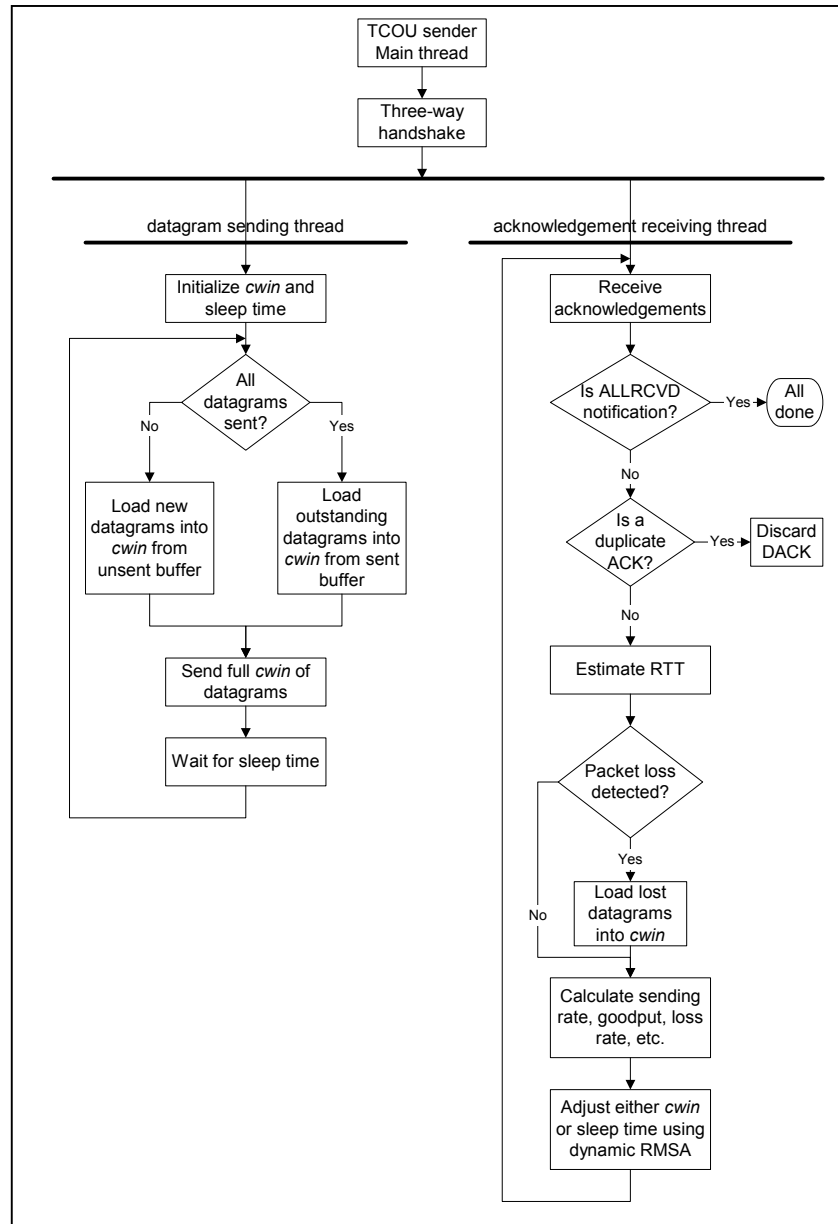 TCOU sender
Main thread
Three-way
handshake
datagram sending thread
acknowledgement receiving thread
Initialize cwin and
sleep time
All
datagrams
sent?
No
Yes
Load new
datagrams into
cwin from
unsent buffer
Load
outstanding
datagrams into
cwin from sent
buffer
Send full cwin of
datagrams
Wait for sleep time
Receive
acknowledgements
Is ALLRCVD
notification?
Yes
All
done
No
Is a
duplicate
ACK?
Yes
Discard
DACK
No
Estimate RTT
Packet loss
detected?
Yes
No
Load lost
datagrams
into cwin
Calculate sending
rate, goodput, loss
rate, etc.
Adjust either cwin
or sleep time using
dynamic RMSA